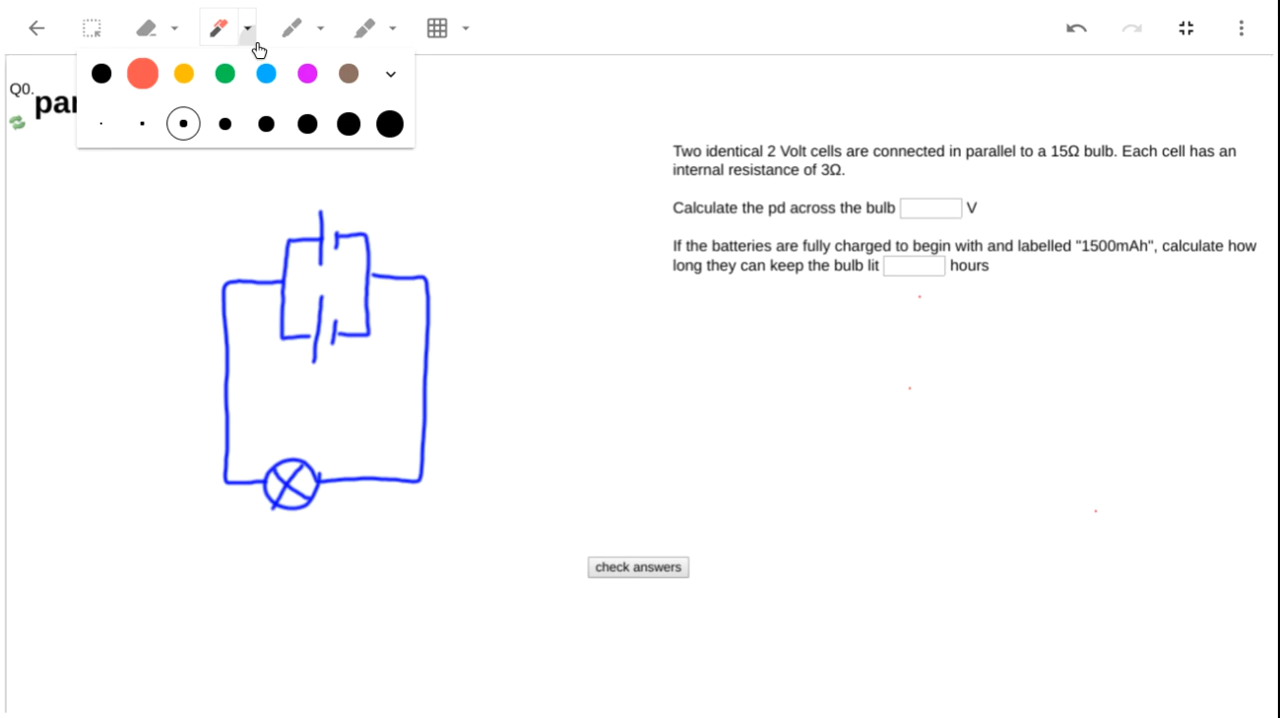 Q0.
par
Two identical 2 Volt cells are connected in parallel to a 15Ω bulb. Each cell has an
internal resistance of 3Ω.
Calculate the pd across the bulb V
If the batteries are fully charged to begin with and labelled "1500mAh", calculate how
long they can keep the bulb lit hours
check answers